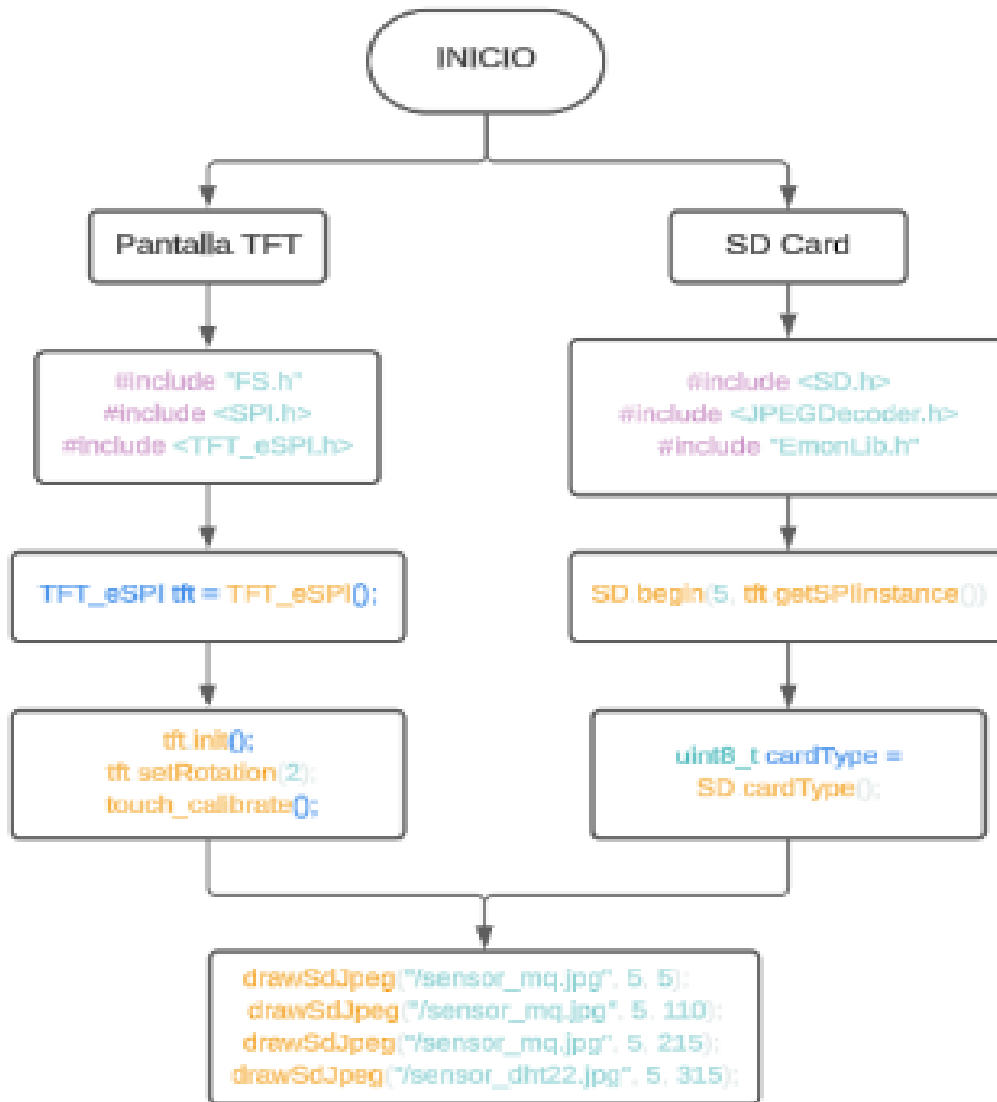 INICIO
Pantalla TFT
SD Card
#include "FS.h"
#include <SPI.h>
#include <TFT_eSPI.h>
#include <SD.h>
#include <JPEGDecoder.h>
#include "EmonLib.h"
TFT_eSPI tft = TFT_eSPI();
SD.begin(5, tft.getSPIinstance())
tft.init();
tft.setRotation(2);
touch_calibrate();
uint8_t cardType =
SD.cardType();
drawSdJpeg("/sensor_mq.jpg", 5, 5);
drawSdJpeg("/sensor_mq.jpg", 5, 110);
drawSdJpeg("/sensor_mq.jpg", 5, 215);
drawSdJpeg("/sensor_dht22.jpg", 5, 315);